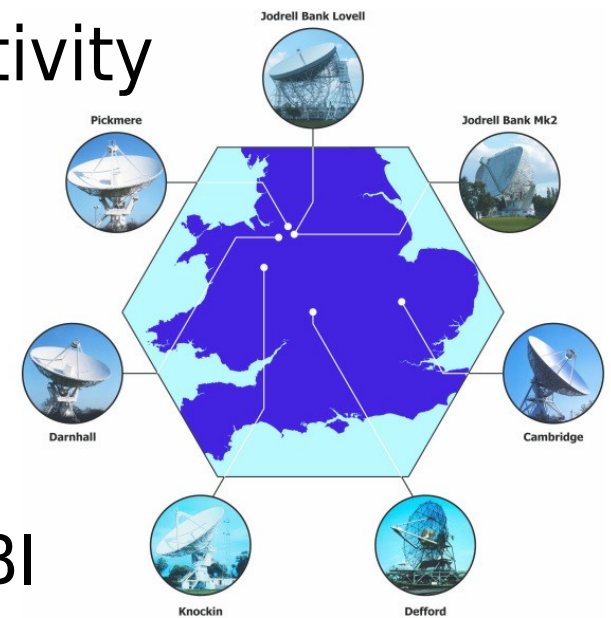 Jodrell Bank Lovell
tivity
Pickmere
Jodrell Bank Mk2
Darnhall
Cambridge
BI
Knockin
Defford